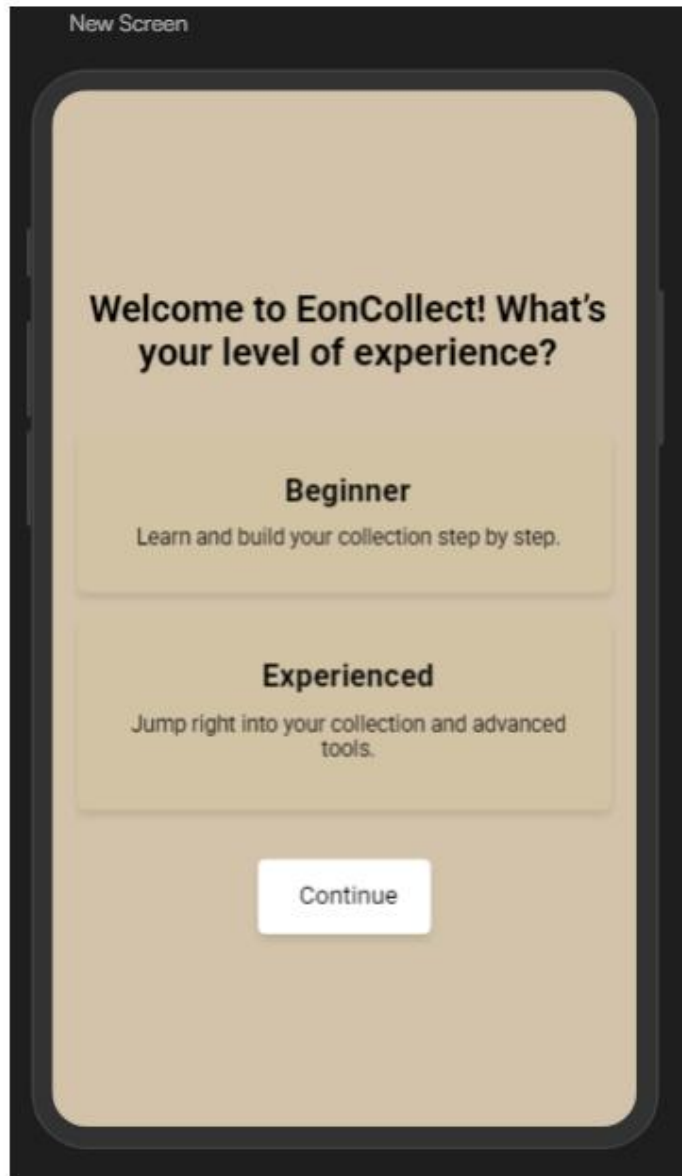 New Screen
Welcome to EonCollect! What’s
your level of experience?
Beginner
Learn and build your collection step by step.
Experienced
Jump right into your collection and advanced
tools.
Continue